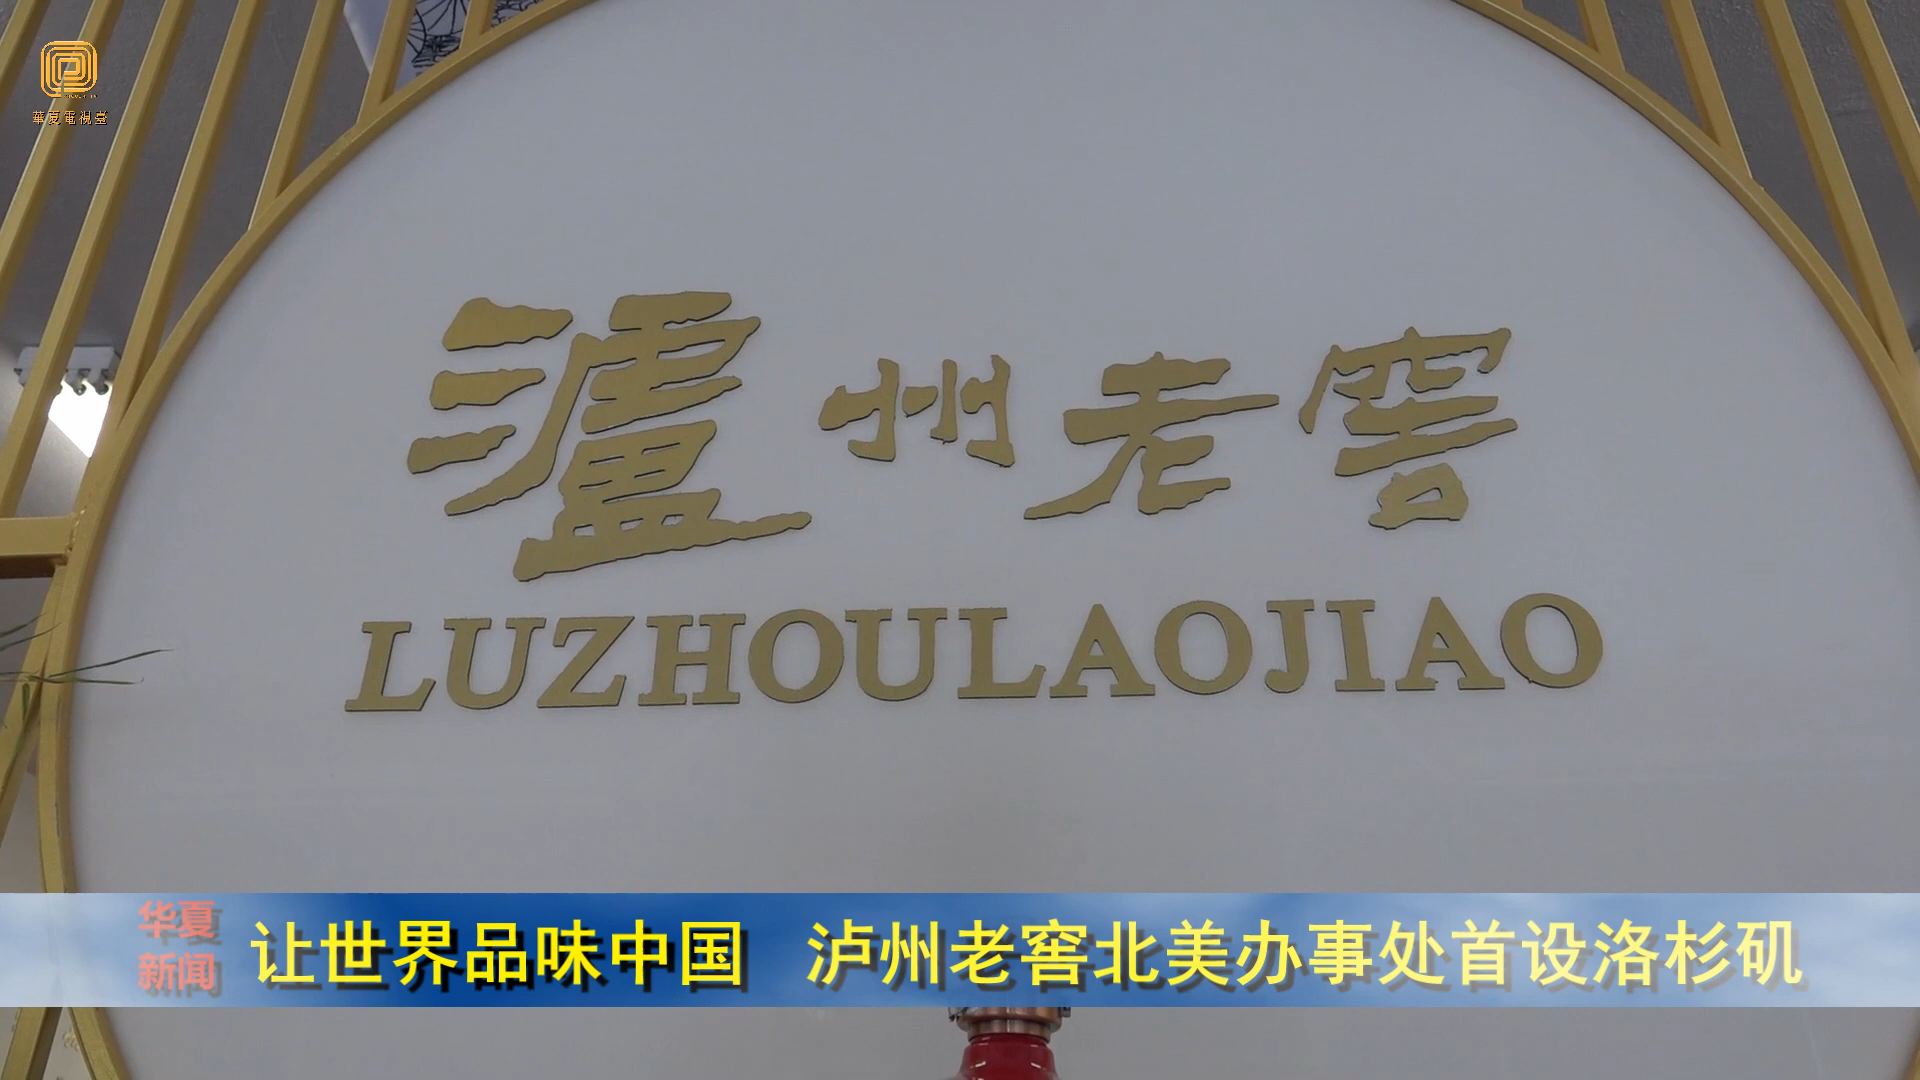 華夏電視臺
瀘州老窖
LUZHOULAOJIAO
华夏
新闻
让世界品味中国 泸州老窖北美办事处首设洛杉矶